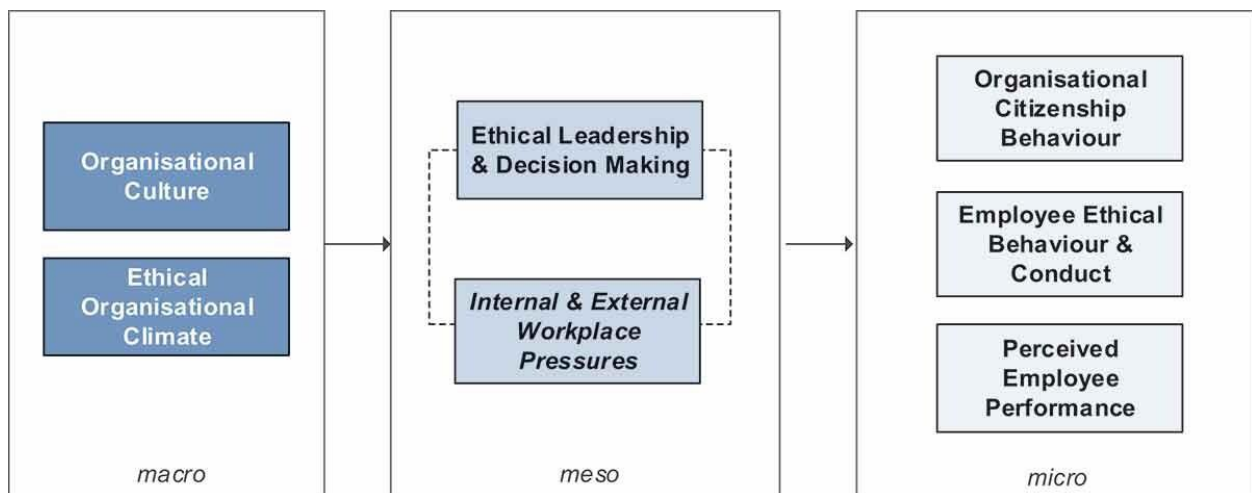 Organisational
Culture
Ethical
Organisational
Climate
macro
Ethical Leadership
& Decision Making
Internal & External
Workplace
Pressures
meso
Organisational
Citizenship
Behaviour
Employee Ethical
Behaviour &
Conduct
Perceived
Employee
Performance
micro